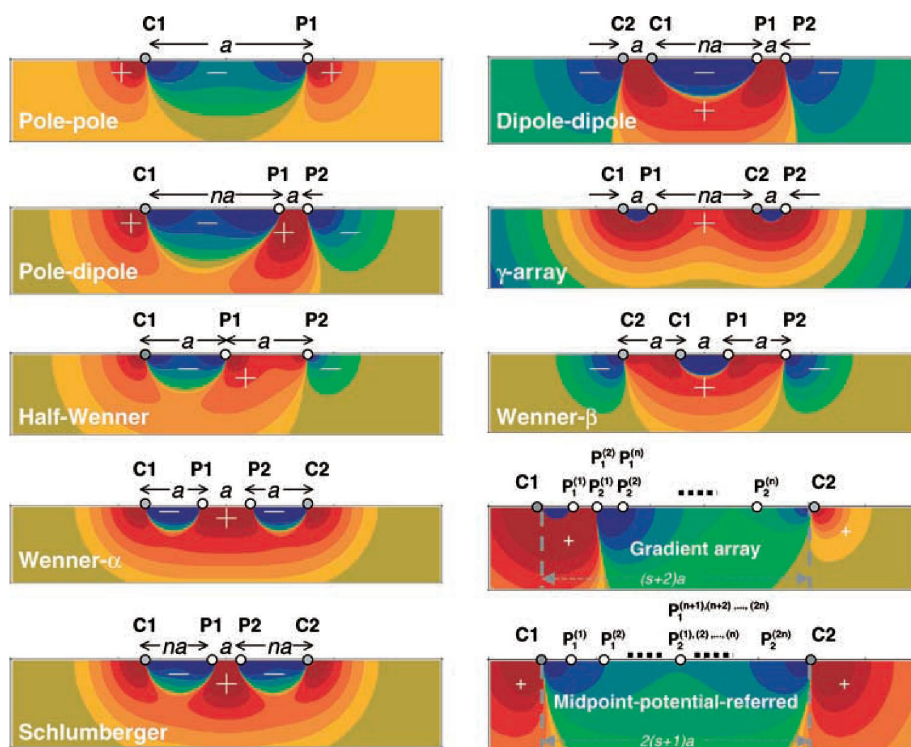 C1 P1
a
+ − +
Pole-pole
C2 C1 P1 P2
a na a
− − −
+
Dipole-dipole
C1 P1 P2
na a
+ − + −
Pole-dipole
C1 P1 C2 P2
a na a
+
γ-array
C1 P1 P2
a a
− + −
Half-Wenner
C2 C1 P1 P2
a a a
− + −
Wenner-β
C1 P1 P2 C2
a a a
− + −
Wenner-α
P₁⁽²⁾ P₁⁽ⁿ⁾
C1 P₁⁽¹⁾ P₂⁽¹⁾ P₂⁽²⁾ P₂⁽ⁿ⁾ C2
+ +
Gradient array
(s+2)a
C1 P1 P2 C2
na a na
− + −
Schlumberger
P₁⁽ⁿ⁺¹⁾,⁽ⁿ⁺²⁾,...,⁽²ⁿ⁾
C1 P₁⁽¹⁾ P₁⁽²⁾ P₂⁽¹⁾,⁽²⁾,...,⁽ⁿ⁾ P₂⁽²ⁿ⁾ C2
+ +
Midpoint-potential-referred
2(s+1)a